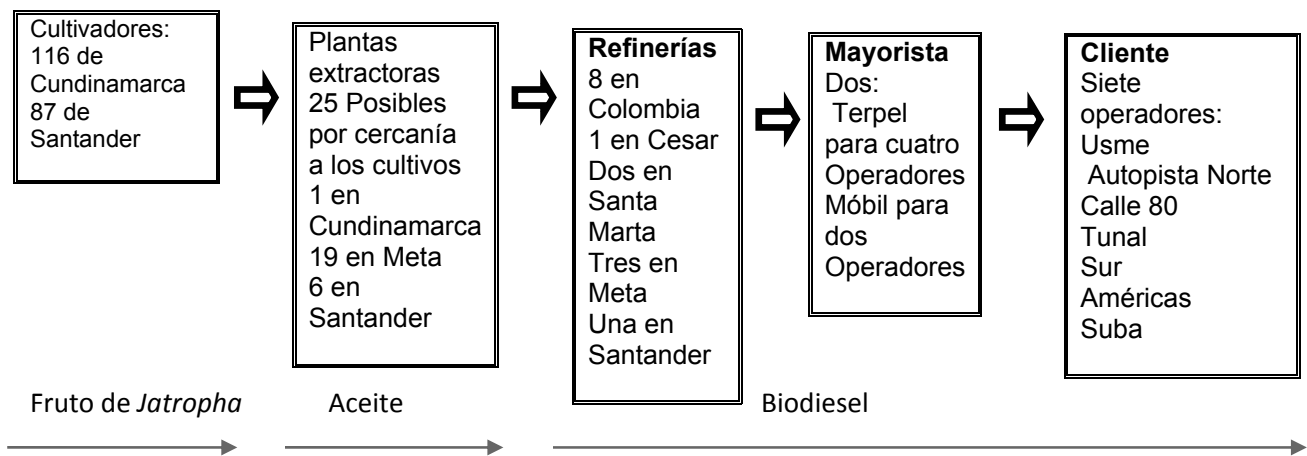 Cultivadores:
116 de
Cundinamarca
87 de
Santander
Plantas
extractoras
25 Posibles
por cercanía
a los cultivos
1 en
Cundinamarca
19 en Meta
6 en
Santander
Refinerías
8 en
Colombia
1 en Cesar
Dos en
Santa
Marta
Tres en
Meta
Una en
Santander
Mayorista
Dos:
Terpel
para cuatro
Operadores
Móbil para
dos
Operadores
Cliente
Siete
operadores:
Usme
Autopista Norte
Calle 80
Tunal
Sur
Américas
Suba
Fruto de Jatropha
Aceite
Biodiesel